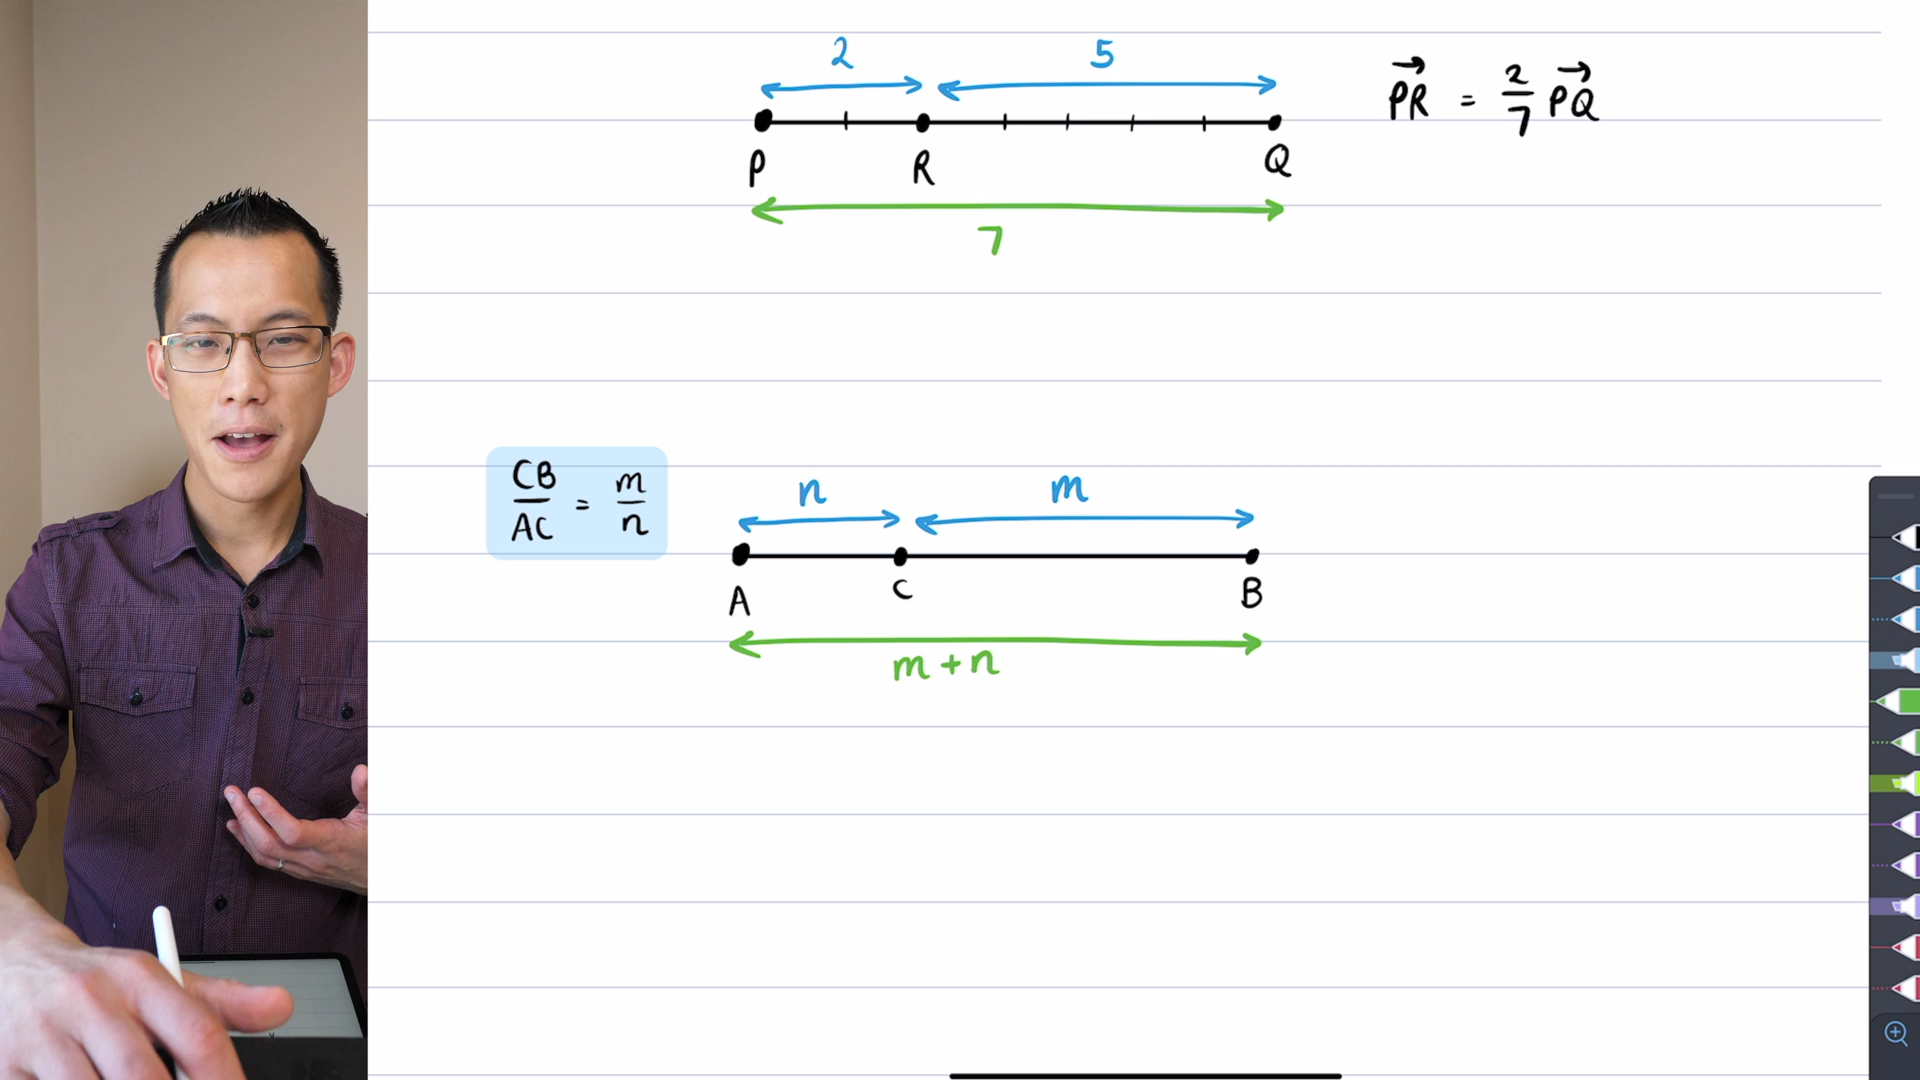 2 5
PR = 2/7 PQ
P R Q
7
CB/AC = m/n
n m
A C B
m + n